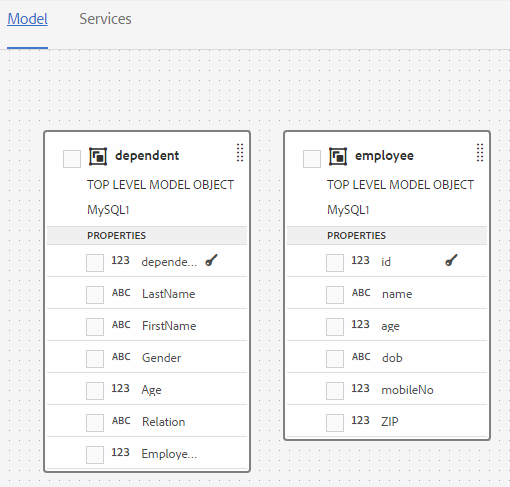 Model Services
dependent
TOP LEVEL MODEL OBJECT
MySQL1
PROPERTIES
123 depende...
ABC LastName
ABC FirstName
ABC Gender
123 Age
ABC Relation
123 Employe...
employee
TOP LEVEL MODEL OBJECT
MySQL1
PROPERTIES
123 id
ABC name
123 age
ABC dob
123 mobileNo
123 ZIP